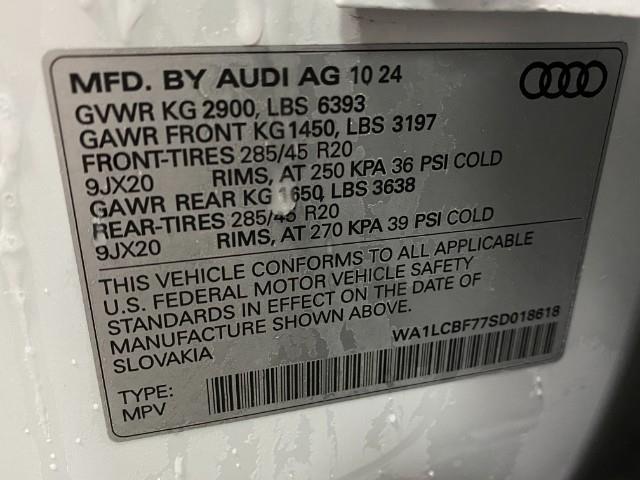 MFD. BY AUDI AG 10 24
GVWR KG 2900, LBS 6393
GAWR FRONT KG 1450, LBS 3197
FRONT-TIRES 285/45 R20
9JX20 RIMS, AT 250 KPA 36 PSI COLD
GAWR REAR KG 1650, LBS 3638
REAR-TIRES 285/45 R20
9JX20 RIMS, AT 270 KPA 39 PSI COLD
THIS VEHICLE CONFORMS TO ALL APPLICABLE
U.S. FEDERAL MOTOR VEHICLE SAFETY
STANDARDS IN EFFECT ON THE DATE OF
MANUFACTURE SHOWN ABOVE.
SLOVAKIA
WA1LCBF77SD018618
TYPE:
MPV